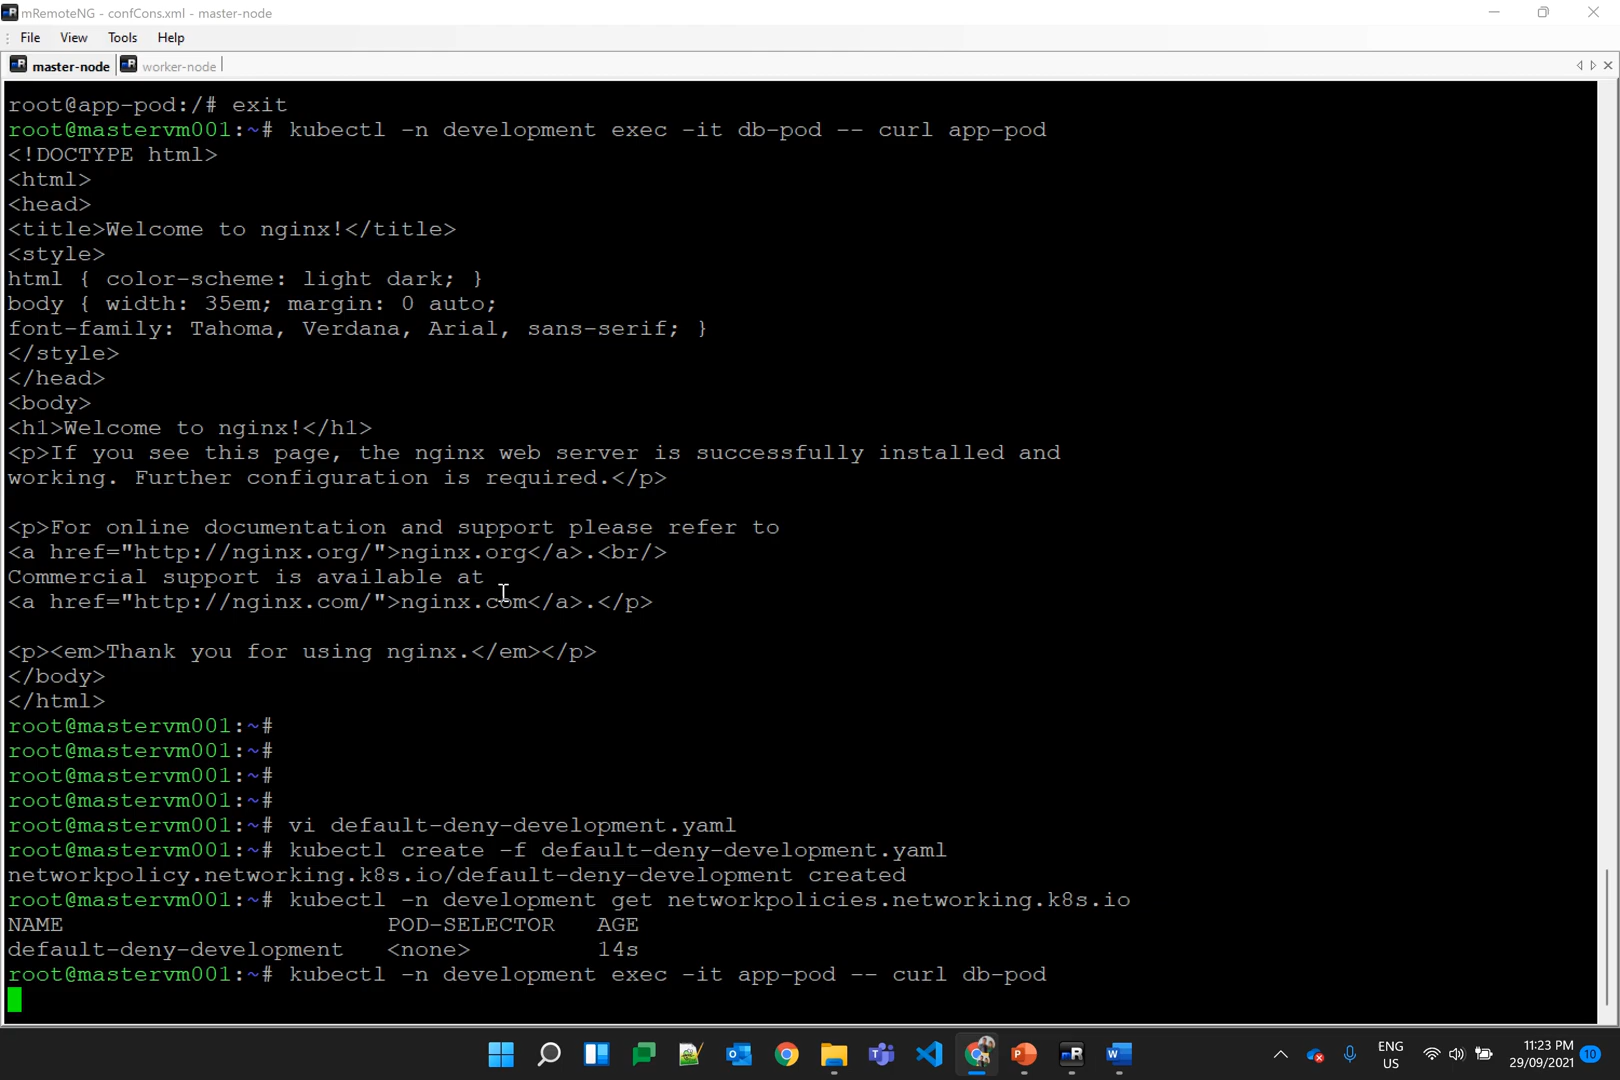 mRemoteNG - confCons.xml - master-node
File View Tools Help
master-node worker-node
root@app-pod:/# exit
root@mastervm001:~# kubectl -n development exec -it db-pod -- curl app-pod
<!DOCTYPE html>
<html>
<head>
<title>Welcome to nginx!</title>
<style>
html { color-scheme: light dark; }
body { width: 35em; margin: 0 auto;
font-family: Tahoma, Verdana, Arial, sans-serif; }
</style>
</head>
<body>
<h1>Welcome to nginx!</h1>
<p>If you see this page, the nginx web server is successfully installed and
working. Further configuration is required.</p>
<p>For online documentation and support please refer to
<a href="http://nginx.org/">nginx.org</a>.<br/>
Commercial support is available at
<a href="http://nginx.com/">nginx.com</a>.</p>
<p><em>Thank you for using nginx.</em></p>
</body>
</html>
root@mastervm001:~#
root@mastervm001:~#
root@mastervm001:~#
root@mastervm001:~#
root@mastervm001:~# vi default-deny-development.yaml
root@mastervm001:~# kubectl create -f default-deny-development.yaml
networkpolicy.networking.k8s.io/default-deny-development created
root@mastervm001:~# kubectl -n development get networkpolicies.networking.k8s.io
NAME POD-SELECTOR AGE
default-deny-development <none> 14s
root@mastervm001:~# kubectl -n development exec -it app-pod -- curl db-pod
ENG
US
11:23 PM
29/09/2021
10